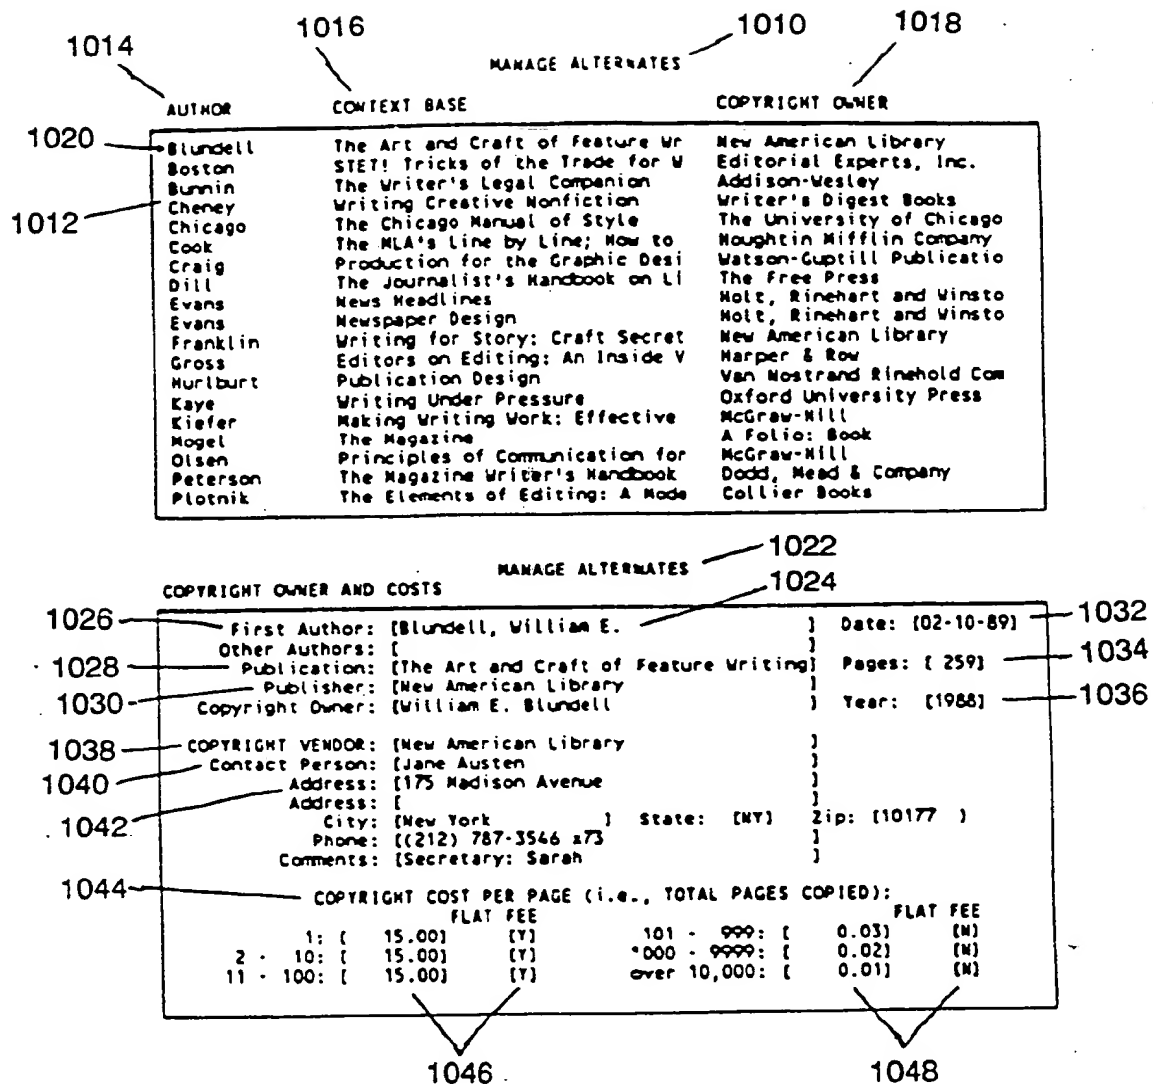 1014 1016 1010 1018
MANAGE ALTERNATES
AUTHOR CONTEXT BASE COPYRIGHT OWNER
1020 Blundell The Art and Craft of Feature Wr New American Library
Boston STET! Tricks of the Trade for W Editorial Experts, Inc.
Bunnin The Writer's Legal Companion Addison-Wesley
1012 Cheney Writing Creative Nonfiction Writer's Digest Books
Chicago The Chicago Manual of Style The University of Chicago
Cook The MLA's Line by Line; How to Houghtin Mifflin Company
Craig Production for the Graphic Desi Watson-Guptill Publicatio
Dill The Journalist's Handbook on Li The Free Press
Evans News Headlines Holt, Rinehart and Winsto
Evans Newspaper Design Holt, Rinehart and Winsto
Franklin Writing for Story: Craft Secret New American Library
Gross Editors on Editing: An Inside V Harper & Row
Hurlburt Publication Design Van Nostrand Rinehold Com
Kaye Writing Under Pressure Oxford University Press
Kiefer Making Writing Work: Effective McGraw-Hill
Mogel The Magazine A Folio: Book
Olsen Principles of Communication for McGraw-Hill
Peterson The Magazine Writer's Handbook Dodd, Mead & Company
Plotnik The Elements of Editing: A Mode Collier Books
MANAGE ALTERNATES 1022
COPYRIGHT OWNER AND COSTS 1024
1026 First Author: [Blundell, William E. ] Date: [02-10-89] 1032
Other Authors: [ ]
1028 Publication: [The Art and Craft of Feature Writing] Pages: [ 259] 1034
1030 Publisher: [New American Library ]
Copyright Owner: [William E. Blundell ] Year: [1988] 1036
1038 COPYRIGHT VENDOR: [New American Library ]
1040 Contact Person: [Jane Austen ]
1042 Address: [175 Madison Avenue ]
Address: [ ]
City: [New York ] State: [NY] Zip: [10177 ]
Phone: [(212) 787-3546 x73 ]
Comments: [Secretary: Sarah ]
1044 COPYRIGHT COST PER PAGE (i.e., TOTAL PAGES COPIED):
FLAT FEE FLAT FEE
1: [ 15.00] [Y] 101 - 999: [ 0.03] [N]
2 - 10: [ 15.00] [Y] 000 - 9999: [ 0.02] [N]
11 - 100: [ 15.00] [Y] over 10,000: [ 0.01] [N]
1046 1048